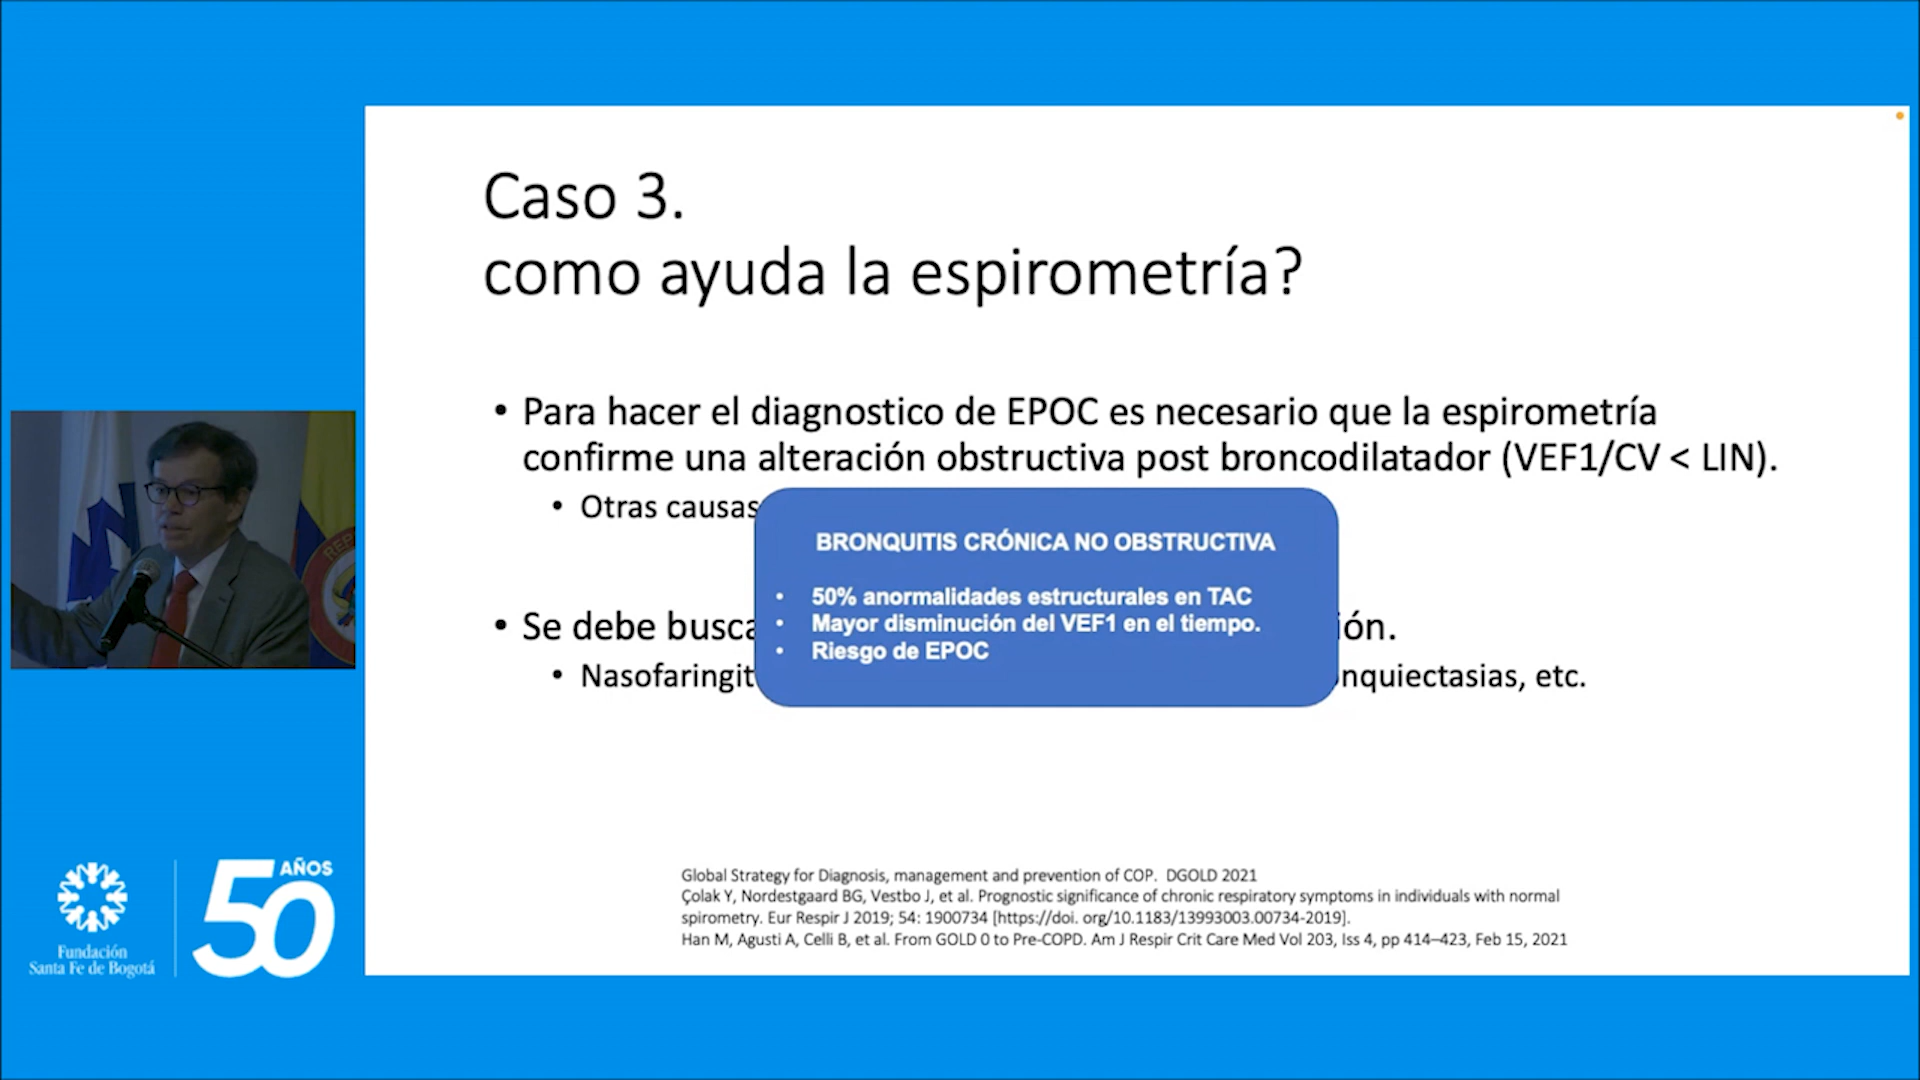 Caso 3.
como ayuda la espirometría?
• Para hacer el diagnostico de EPOC es necesario que la espirometría
confirme una alteración obstructiva post broncodilatador (VEF1/CV < LIN).
• Otras causas
BRONQUITIS CRÓNICA NO OBSTRUCTIVA
• 50% anormalidades estructurales en TAC
• Mayor disminución del VEF1 en el tiempo.
• Riesgo de EPOC
• Se debe
• etc.
Global Strategy for Diagnosis, management and prevention of COP. DGOLD 2021
Çolak Y, Nordestgaard BG, Vestbo J, et al. Prognostic significance of chronic respiratory symptoms in individuals with normal
spirometry. Eur Respir J 2019; 54: 1900734 [https://doi. org/10.1183/13993003.00734-2019].
Han M, Agusti A, Celli B, et al. From GOLD 0 to Pre-COPD. Am J Respir Crit Care Med Vol 203, Iss 4, pp 414–423, Feb 15, 2021
Fundación
Santa Fe de Bogotá
50 AÑOS